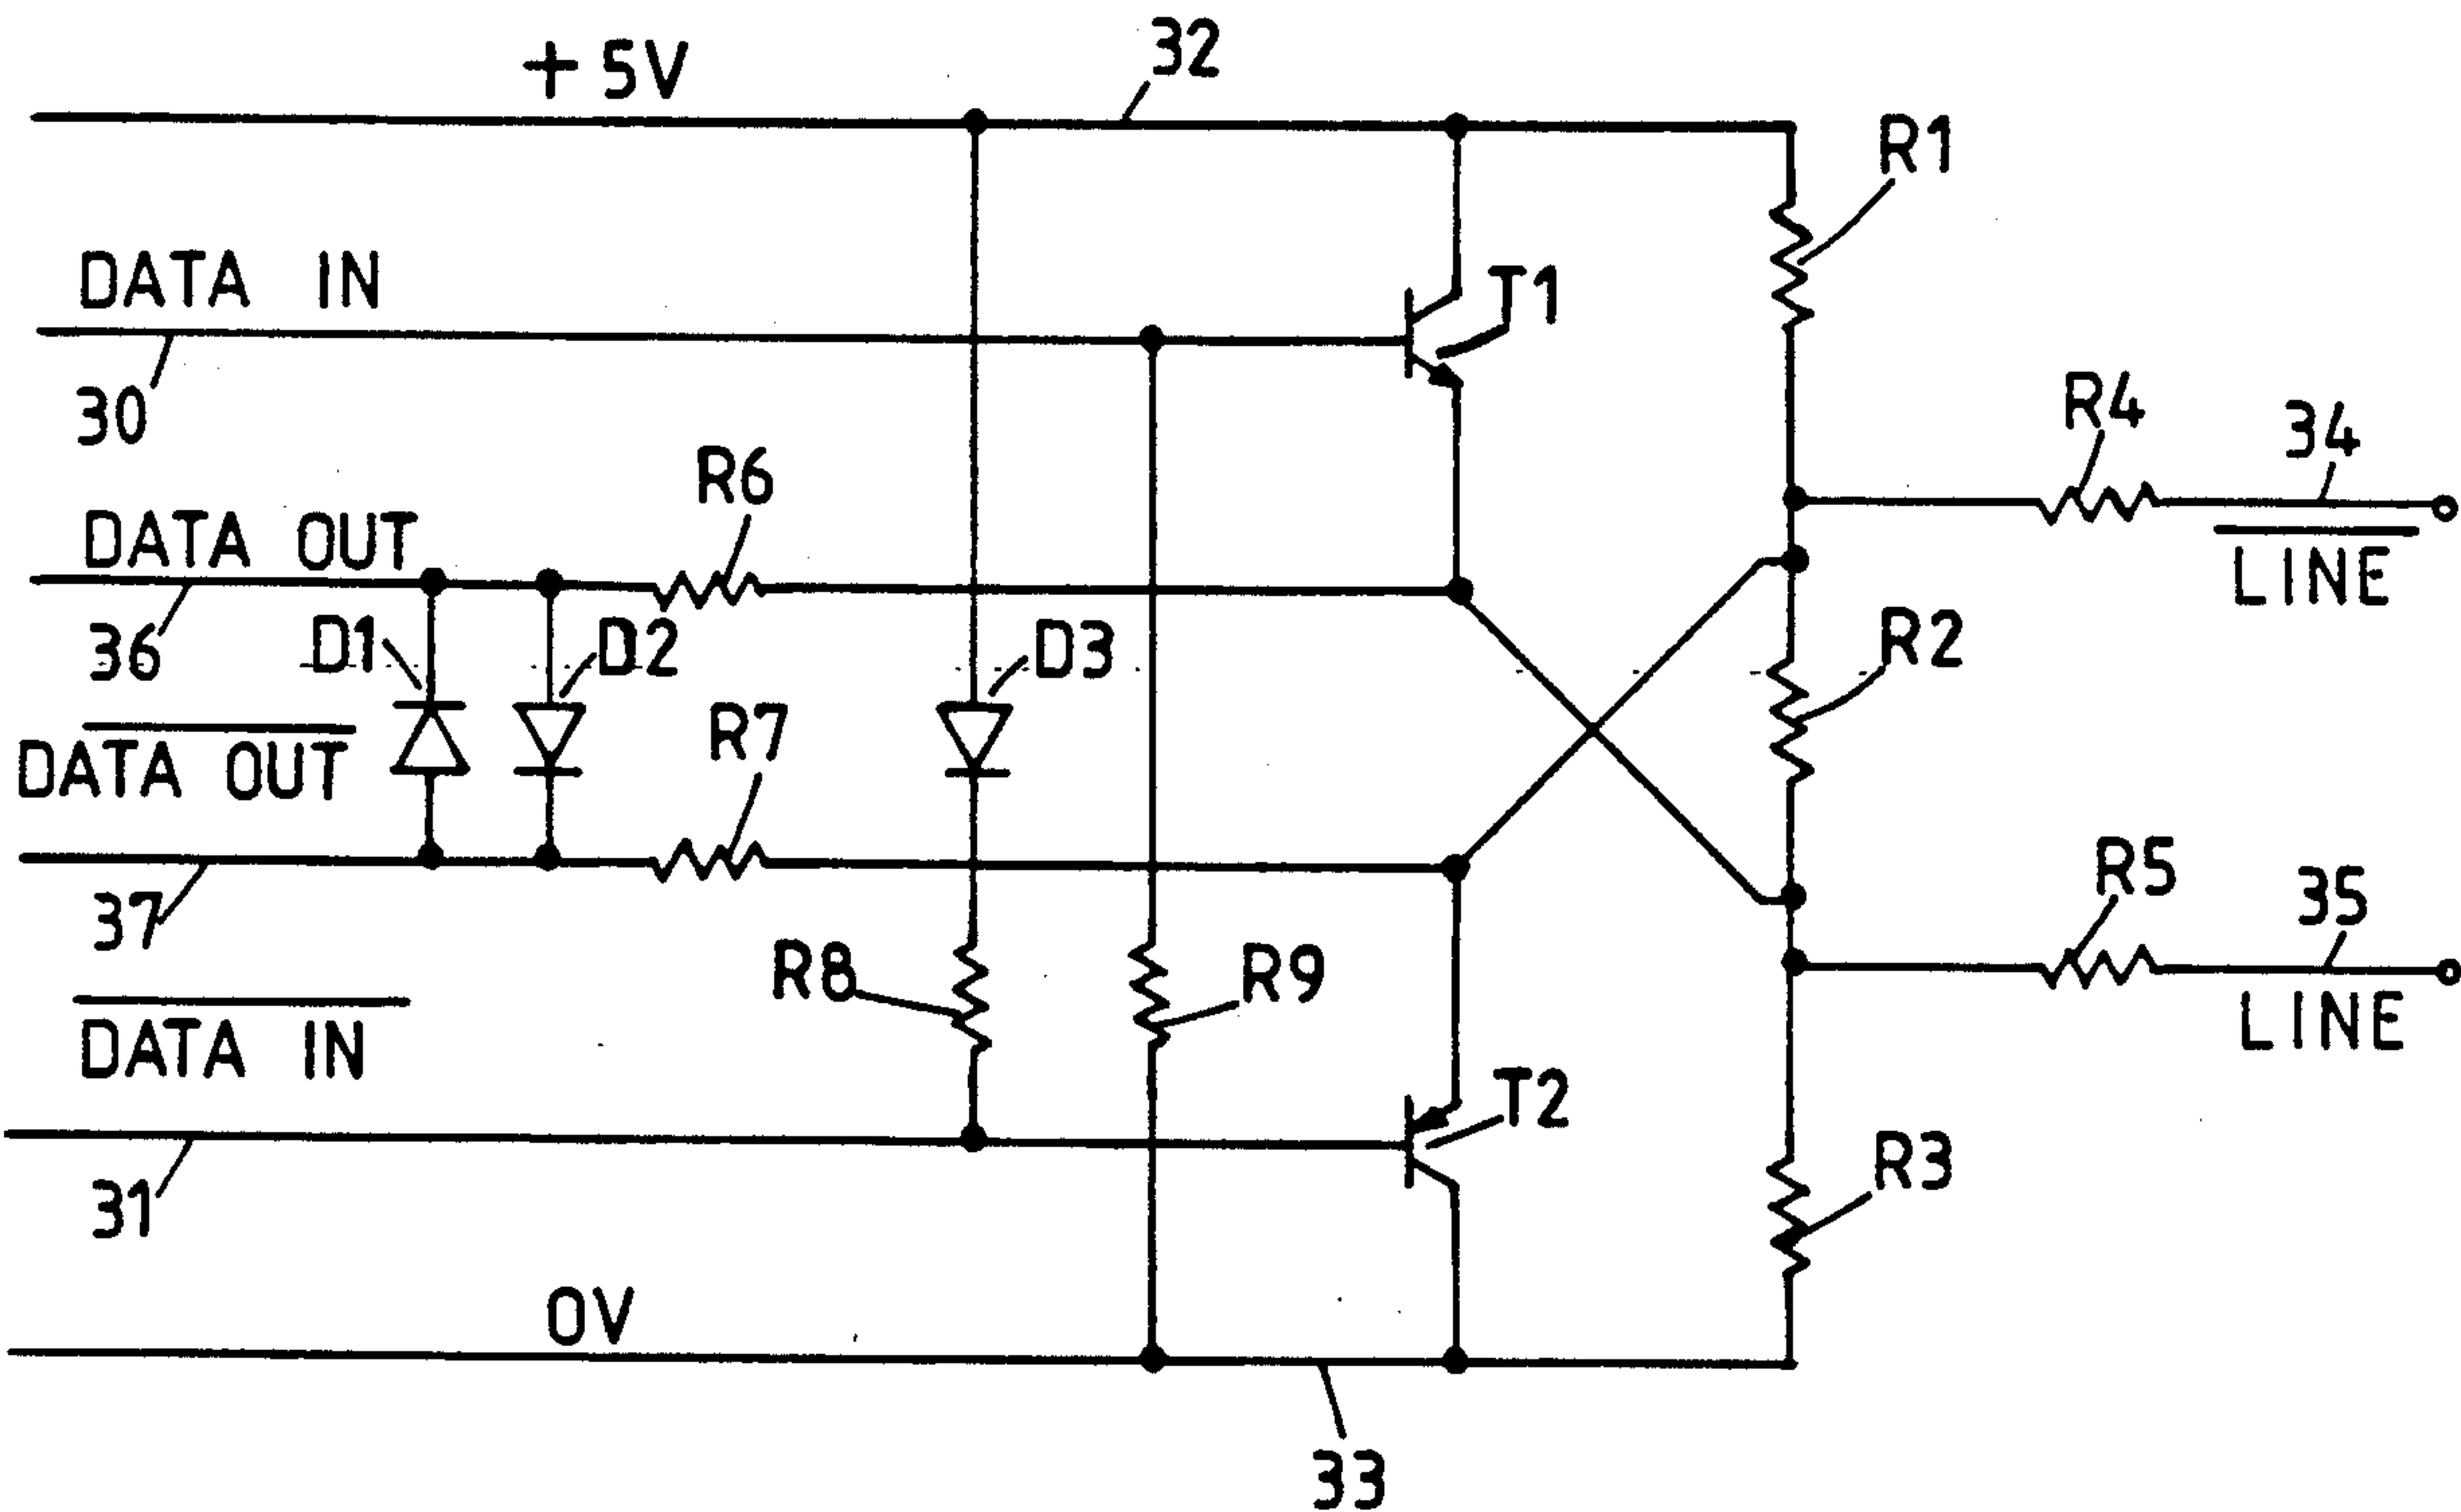 +5V
32
R1
DATA IN
T1
30
R4
34
R6
DATA OUT
LINE
36
D1
D2
D3
R2
R7
DATA OUT
R5
35
37
R8
R9
LINE
DATA IN
T2
R3
31
0V
33